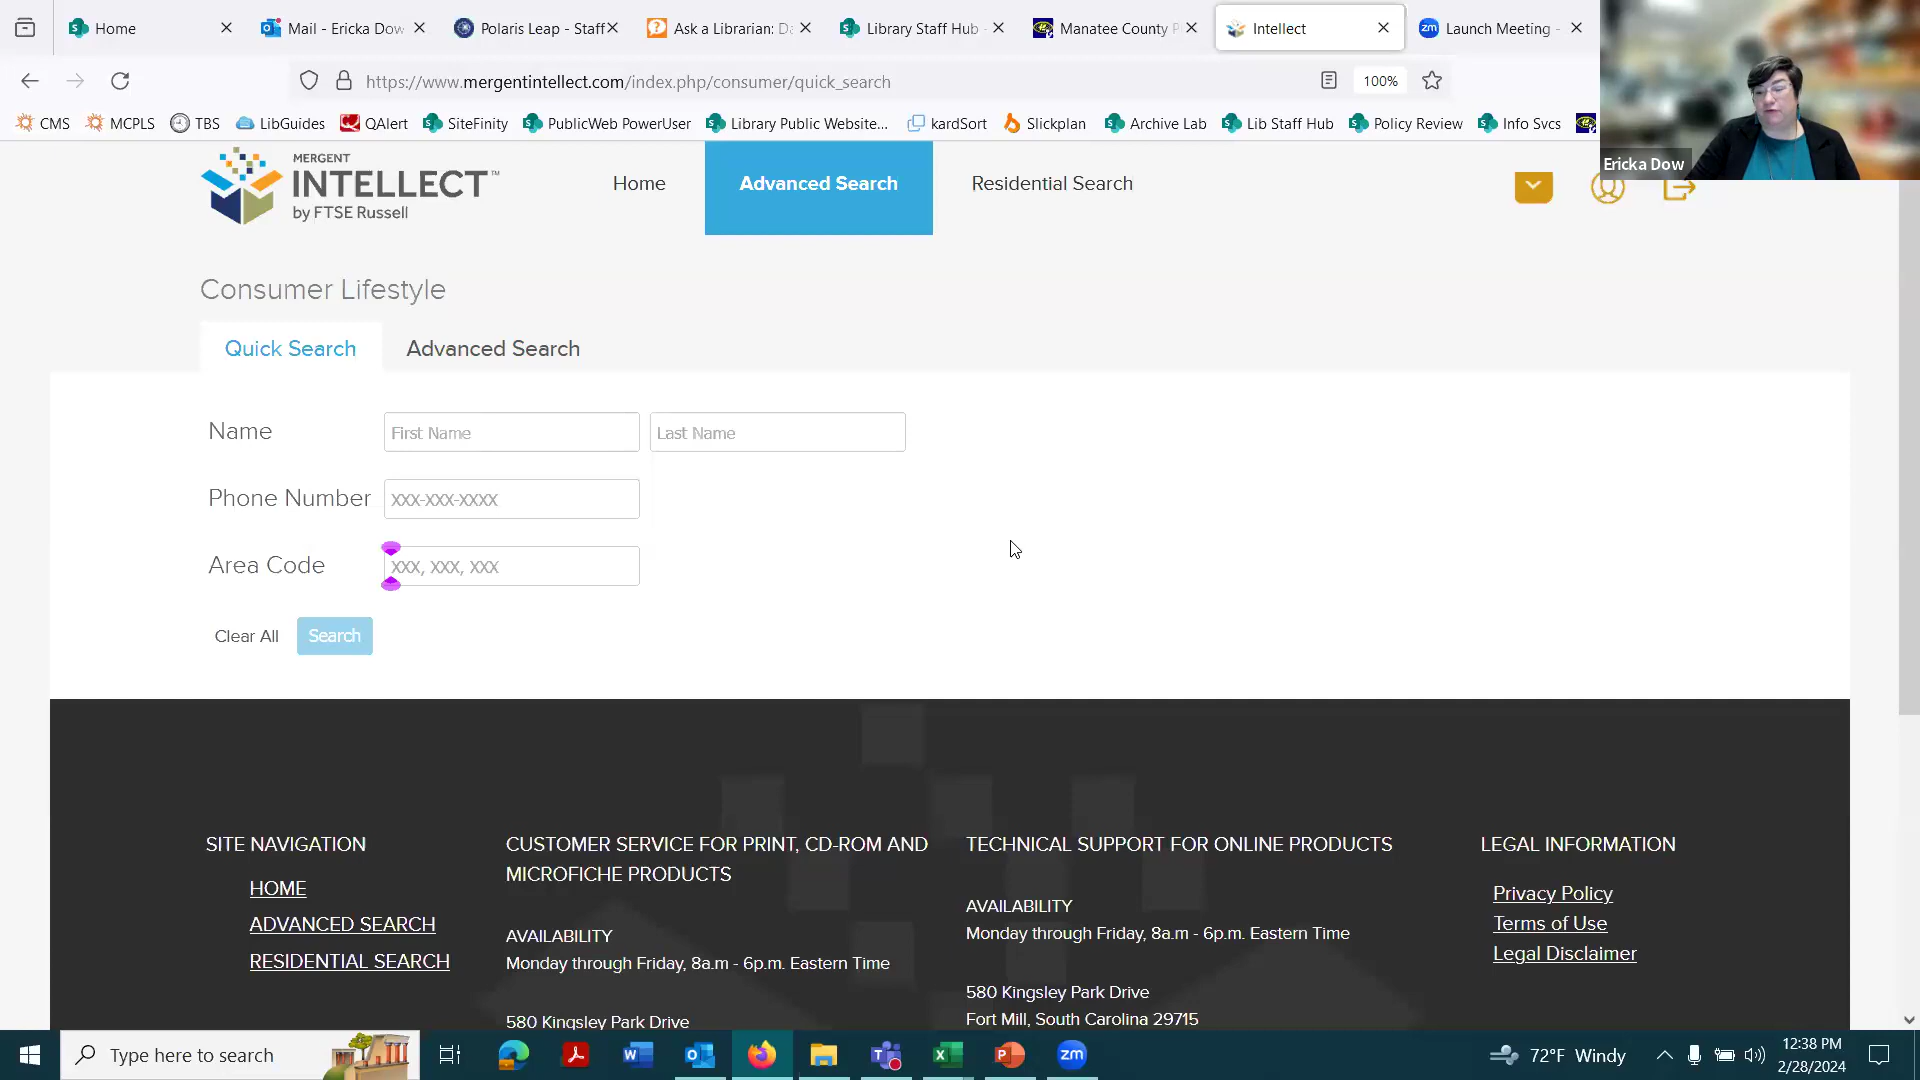 Home
Mail - Ericka Dow
Polaris Leap - Staff
Ask a Librarian: Da
Library Staff Hub -
Manatee County P
Intellect
Launch Meeting -
https://www.mergentintellect.com/index.php/consumer/quick_search
100%
CMS
MCPLS
TBS
LibGuides
QAlert
SiteFinity
PublicWeb PowerUser
Library Public Website...
kardSort
Slickplan
Archive Lab
Lib Staff Hub
Policy Review
Info Svcs
Ericka Dow
MERGENT
INTELLECT™
by FTSE Russell
Home
Advanced Search
Residential Search
Consumer Lifestyle
Quick Search
Advanced Search
Name
First Name
Last Name
Phone Number
XXX-XXX-XXXX
Area Code
XXX, XXX, XXX
Clear All
Search
SITE NAVIGATION
HOME
ADVANCED SEARCH
RESIDENTIAL SEARCH
CUSTOMER SERVICE FOR PRINT, CD-ROM AND
MICROFICHE PRODUCTS
AVAILABILITY
Monday through Friday, 8a.m - 6p.m. Eastern Time
580 Kingsley Park Drive
TECHNICAL SUPPORT FOR ONLINE PRODUCTS
AVAILABILITY
Monday through Friday, 8a.m - 6p.m. Eastern Time
580 Kingsley Park Drive
Fort Mill, South Carolina 29715
LEGAL INFORMATION
Privacy Policy
Terms of Use
Legal Disclaimer
Type here to search
72°F Windy
12:38 PM
2/28/2024